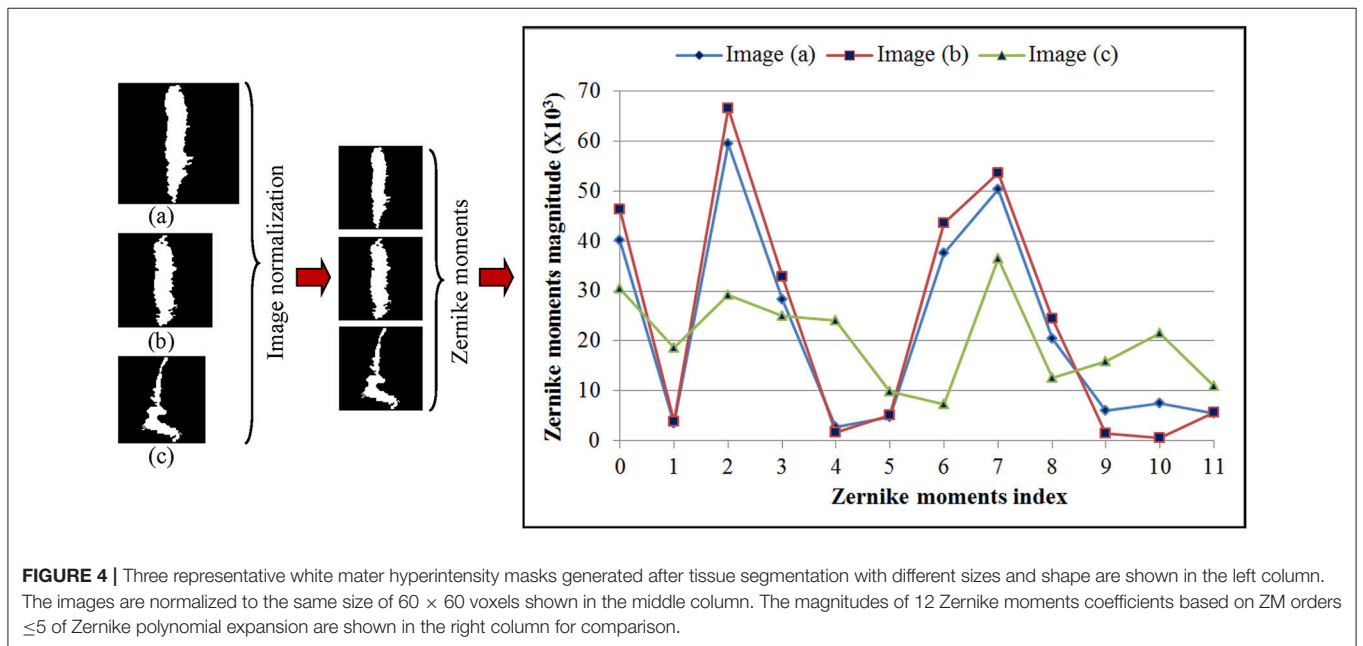 (a)
(b)
(c)
Image normalization
Zernike moments
Image (a) Image (b) Image (c)
Zernike moments magnitude (X10³)
70
60
50
40
30
20
10
0
0 1 2 3 4 5 6 7 8 9 10 11
Zernike moments index
FIGURE 4 | Three representative white mater hyperintensity masks generated after tissue segmentation with different sizes and shape are shown in the left column.
The images are normalized to the same size of 60 × 60 voxels shown in the middle column. The magnitudes of 12 Zernike moments coefficients based on ZM orders
≤5 of Zernike polynomial expansion are shown in the right column for comparison.